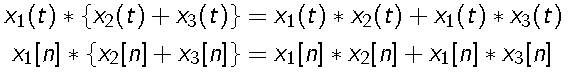 x₁(t) ∗ {x₂(t) + x₃(t)} = x₁(t) ∗ x₂(t) + x₁(t) ∗ x₃(t)
x₁[n] ∗ {x₂[n] + x₃[n]} = x₁[n] ∗ x₂[n] + x₁[n] ∗ x₃[n]